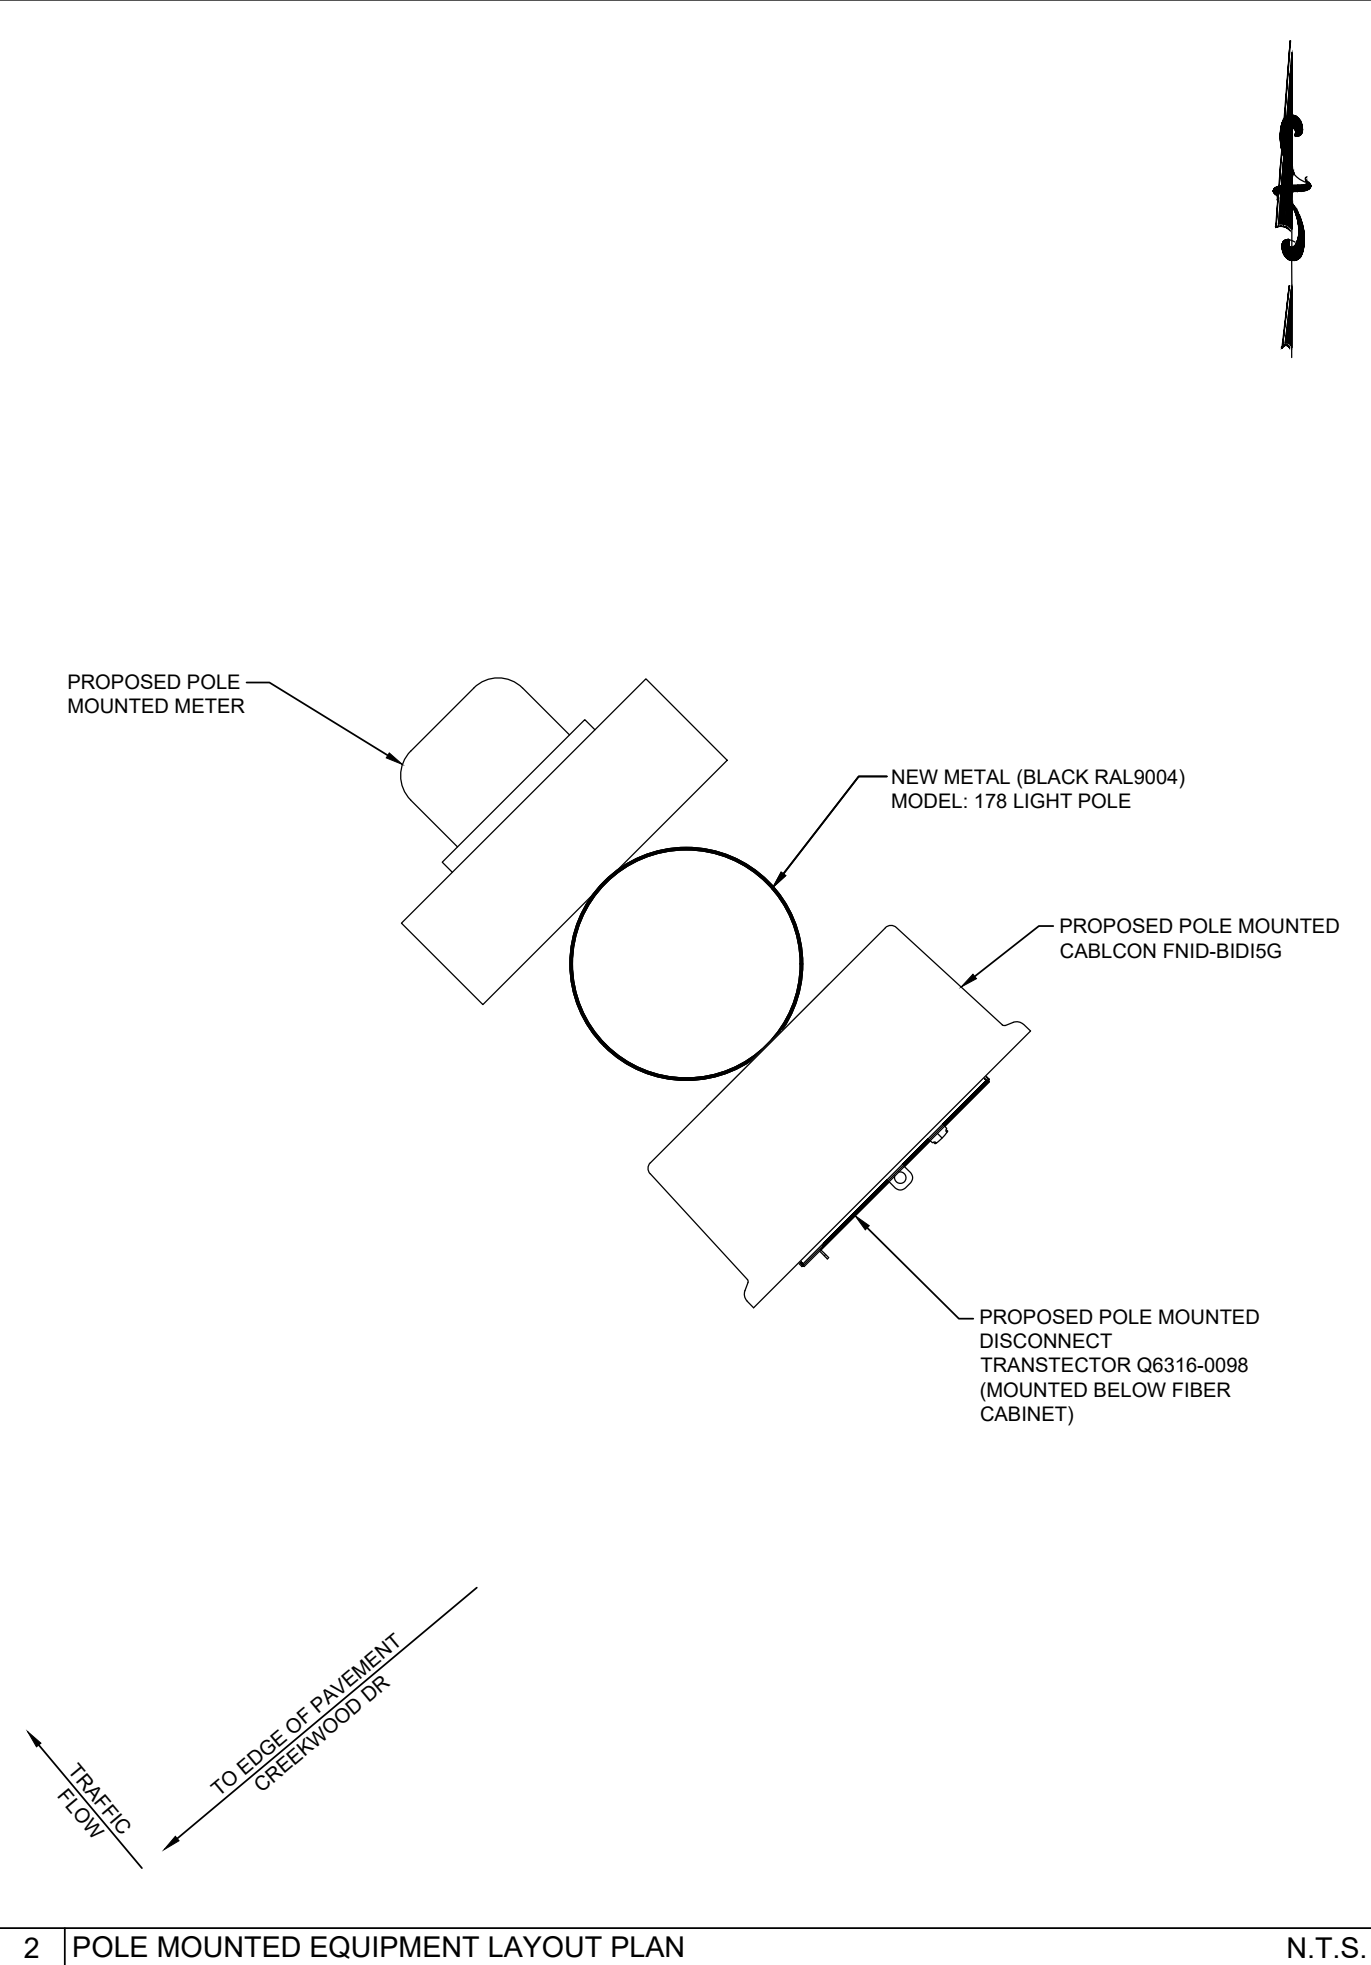 PROPOSED POLE
MOUNTED METER
NEW METAL (BLACK RAL9004)
MODEL: 178 LIGHT POLE
PROPOSED POLE MOUNTED
CABLCON FNID-BIDI5G
PROPOSED POLE MOUNTED
DISCONNECT
TRANSTECTOR Q6316-0098
(MOUNTED BELOW FIBER
CABINET)
TO EDGE OF PAVEMENT
CREEKWOOD DR
TRAFFIC
FLOW
2 POLE MOUNTED EQUIPMENT LAYOUT PLAN N.T.S.